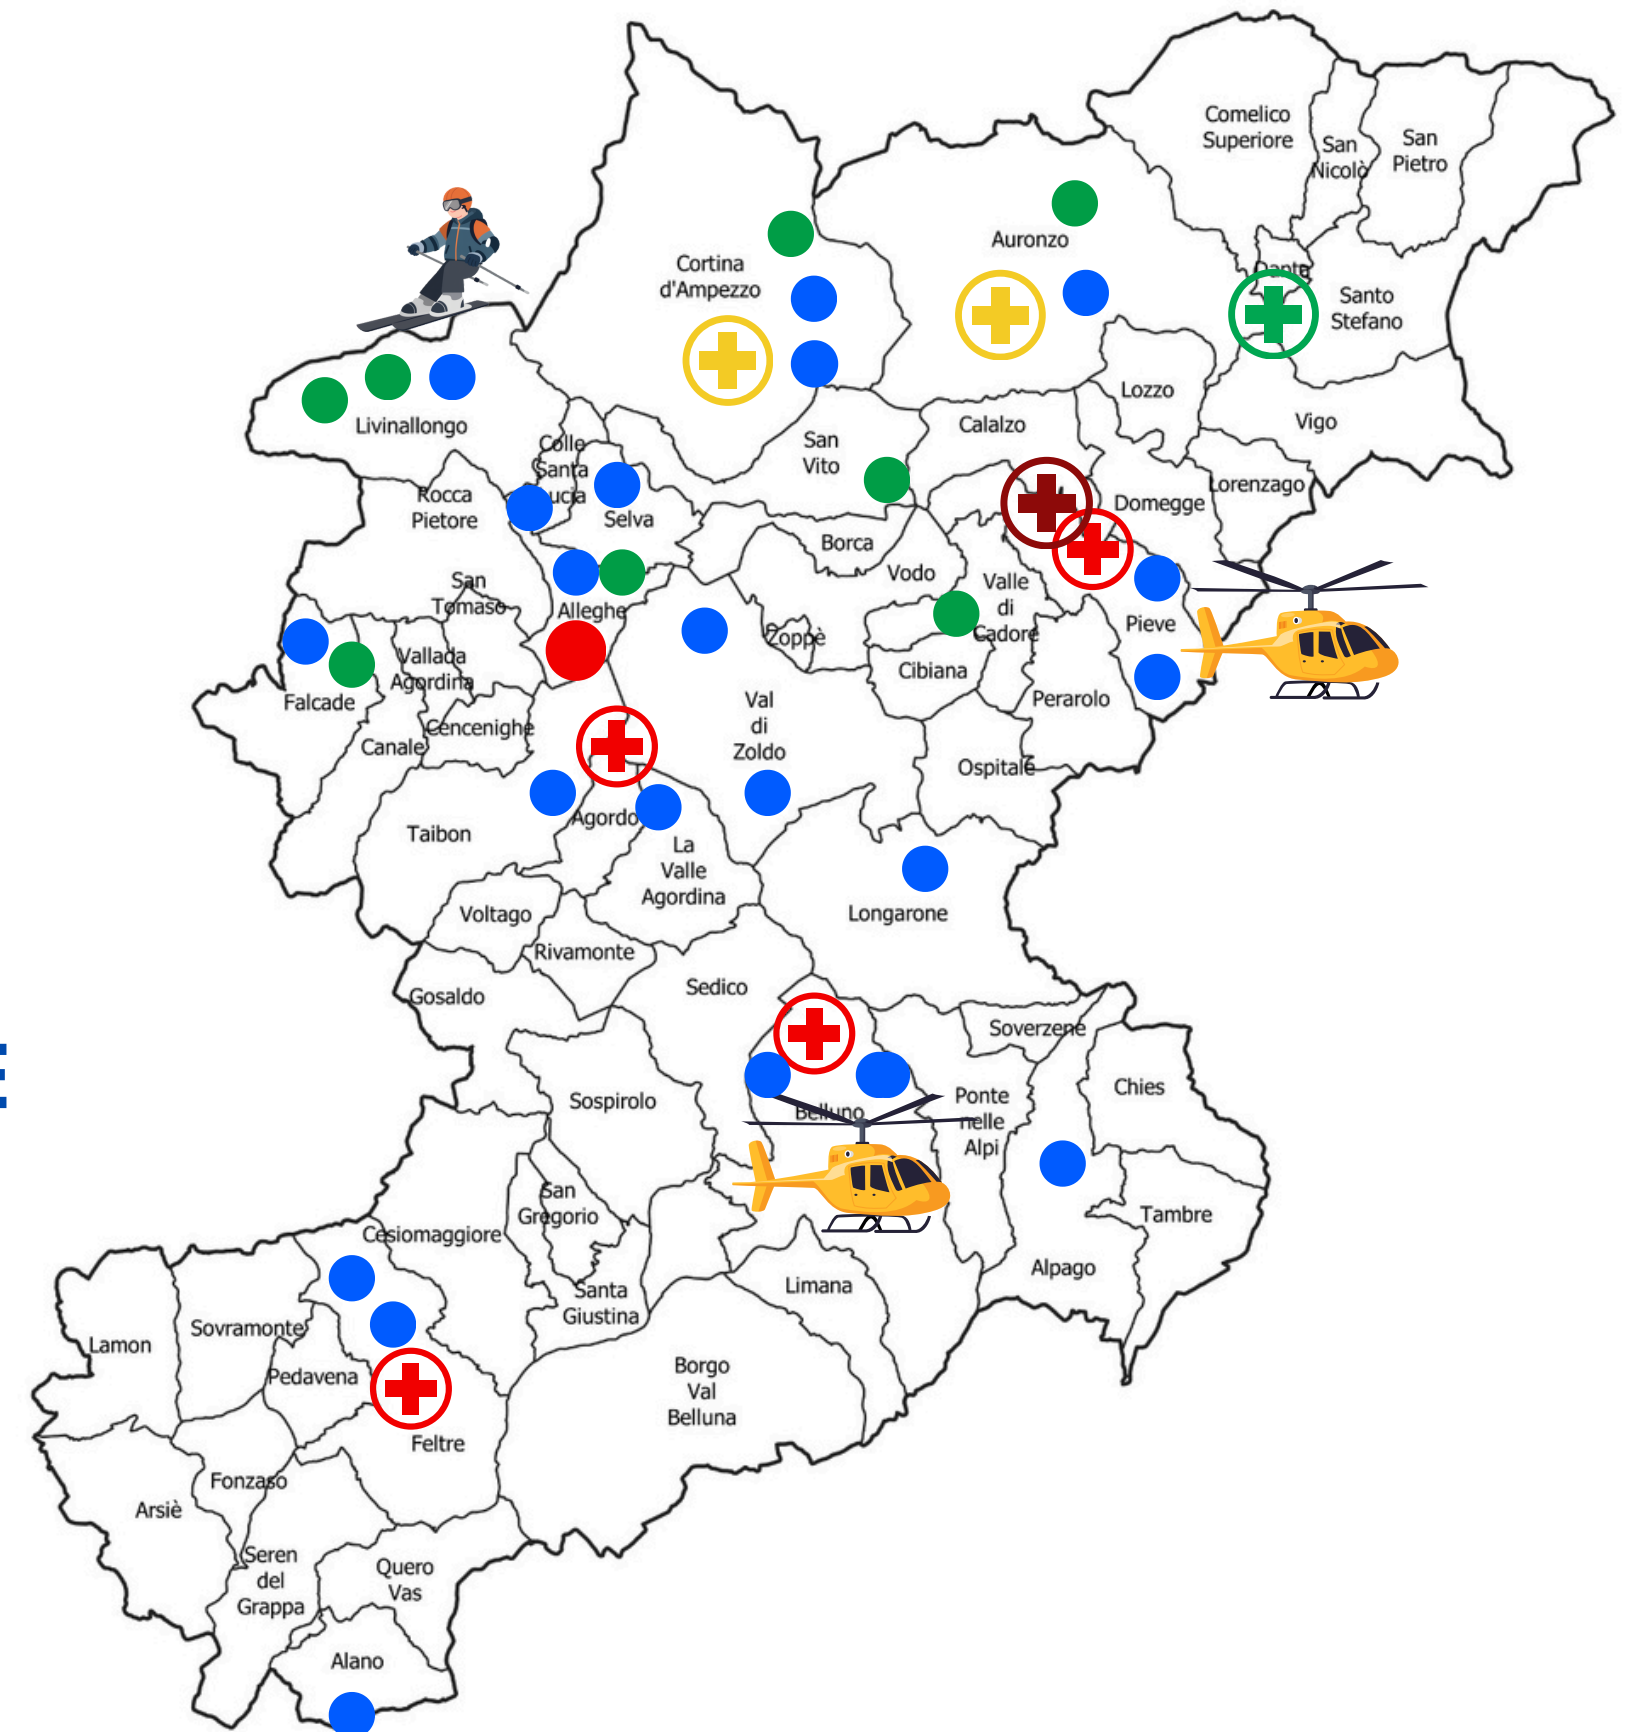 Comelico
Superiore
San
Nicolò
San
Pietro
Auronzo
Cortina
d'Ampezzo
Dante
Santo
Stefano
Lozzo
Livinallongo
Calalzo
Vigo
San
Vito
Colle
Santa
Lucia
Rocca
Pietore
Selva
Domegge
Lorenzago
Borca
Vodo
San
Tomaso
Alleghe
Valle
di
Cadore
Pieve
Zoppè
Vallada
Agordina
Cibiana
Falcade
Perarolo
Val
di
Zoldo
Cencenighe
Canale
Ospitale
Agordo
Taibon
La
Valle
Agordina
Voltago
Longarone
Rivamonte
Sedico
Gosaldo
Soverzene
E
Chies
Sospirolo
Ponte
nelle
Alpi
Belluno
San
Gregorio
Tambre
Cesiomaggiore
Alpago
Limana
Santa
Giustina
Sovramonte
Lamon
Pedavena
Borgo
Val
Belluna
Feltre
Fonzaso
Arsiè
Seren
del
Grappa
Quero
Vas
Alano